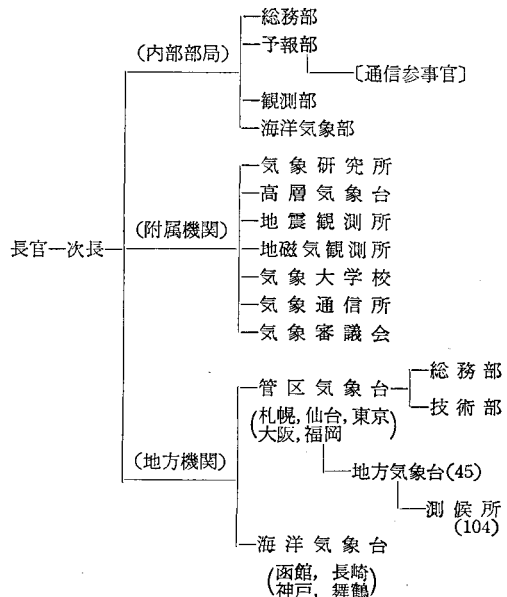 総務部
予報部
(内部部局)
〔通信参事官〕
観測部
海洋気象部
気象研究所
高層気象台
地震観測所
(附属機関)
長官―次長
地磁気観測所
気象大学校
気象通信所
気象審議会
総務部
管区気象台
技術部
(札幌,仙台,東京
大阪,福岡)
(地方機関)
地方気象台(45)
測候所
(104)
海洋気象台
(函館,長崎
神戸,舞鶴)